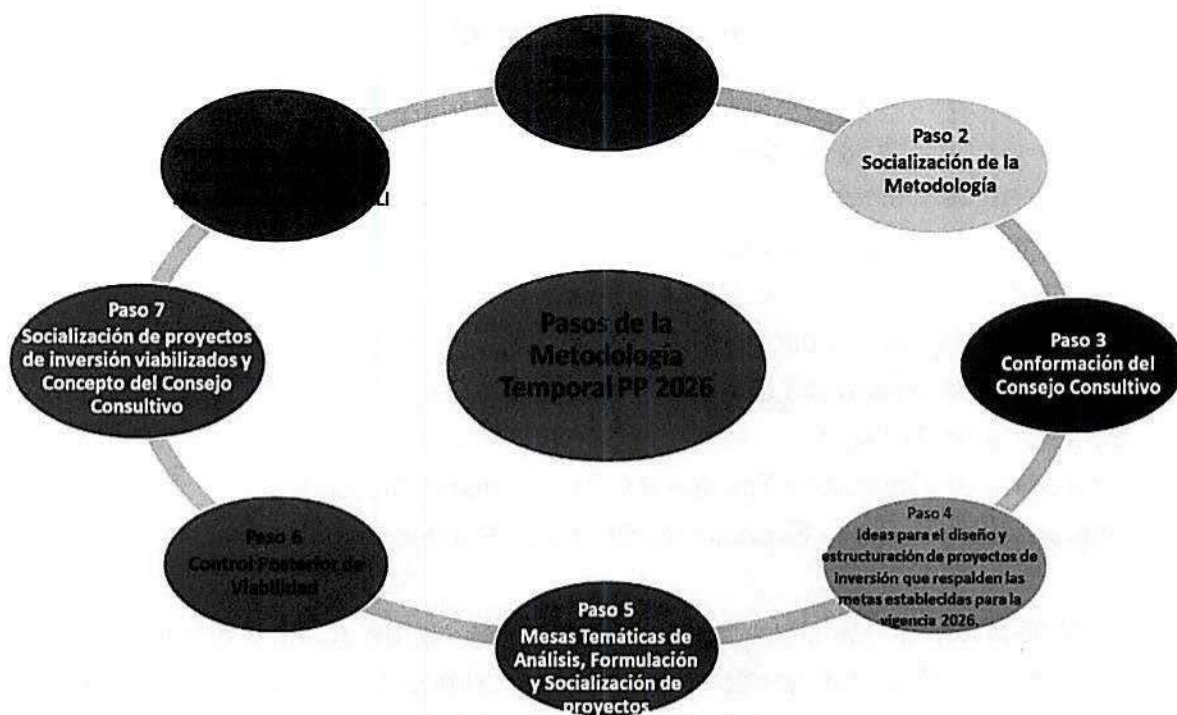 Paso 2
Socialización de la
Metodología
Paso 3
Conformación del
Consejo Consultivo
Paso 4
Ideas para el diseño y
estructuración de proyectos de
inversión que respalden las
metas establecidas para la
vigencia 2026.
Paso 5
Mesas Temáticas de
Análisis, Formulación
y Socialización de
proyectos
Paso 6
Control Posterior de
Viabilidad
Paso 7
Socialización de proyectos
de inversión viabilizados y
Concepto del Consejo
Consultivo
LI
Pasos de la
Metodología
Temporal PP 2026